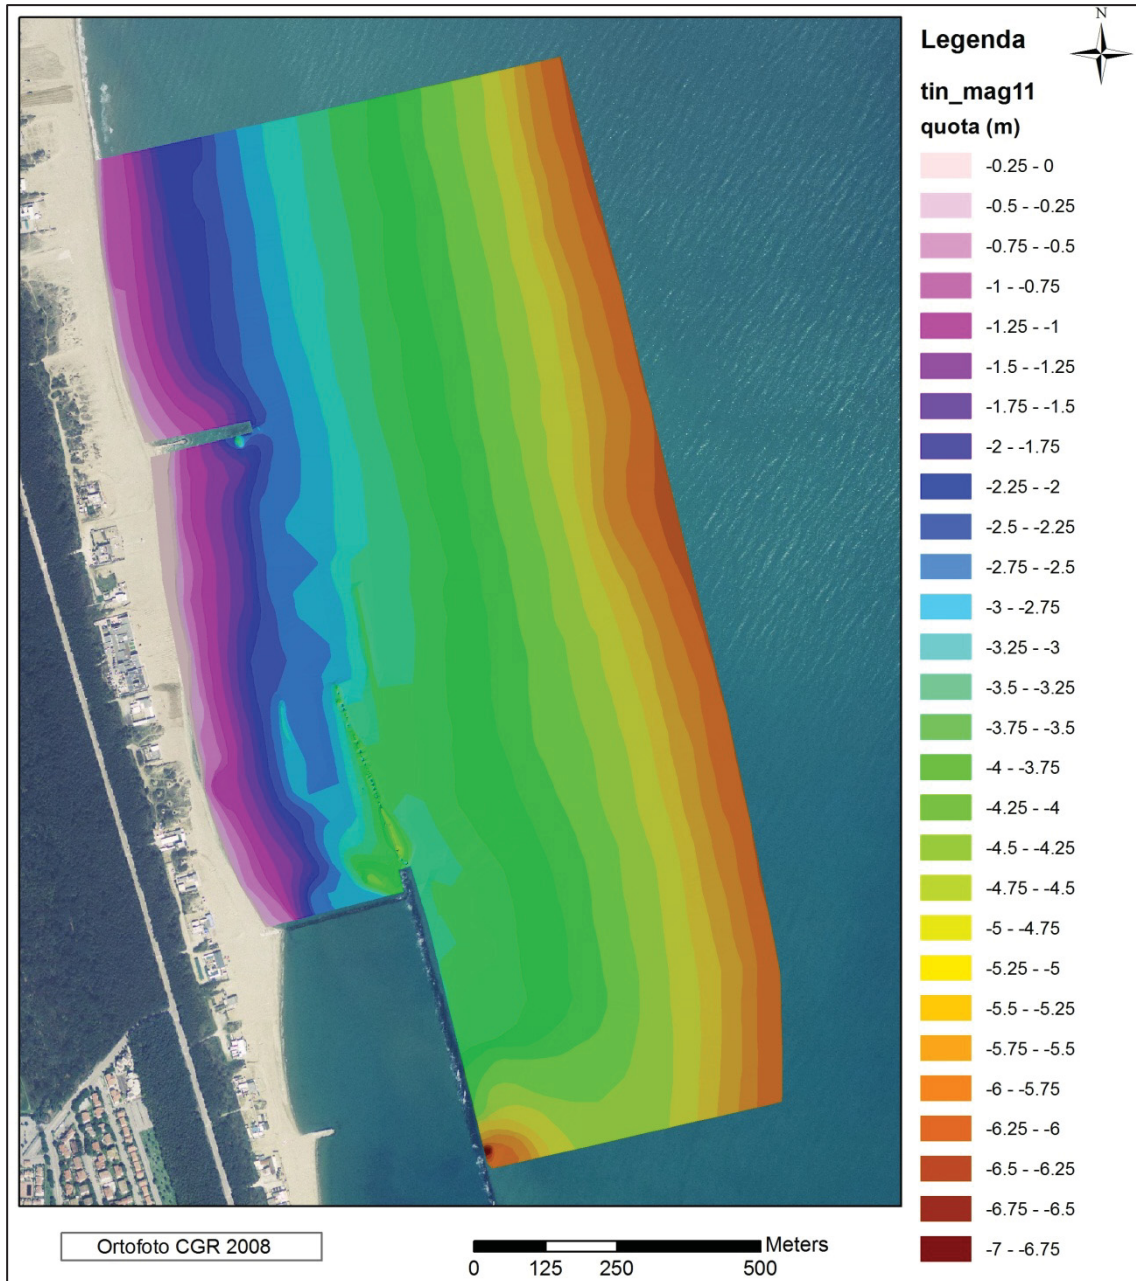 N
Legenda
tin_mag11
quota (m)
-0.25 - 0
-0.5 - -0.25
-0.75 - -0.5
-1 - -0.75
-1.25 - -1
-1.5 - -1.25
-1.75 - -1.5
-2 - -1.75
-2.25 - -2
-2.5 - -2.25
-2.75 - -2.5
-3 - -2.75
-3.25 - -3
-3.5 - -3.25
-3.75 - -3.5
-4 - -3.75
-4.25 - -4
-4.5 - -4.25
-4.75 - -4.5
-5 - -4.75
-5.25 - -5
-5.5 - -5.25
-5.75 - -5.5
-6 - -5.75
-6.25 - -6
-6.5 - -6.25
-6.75 - -6.5
-7 - -6.75
Ortofoto CGR 2008
Meters
0 125 250 500